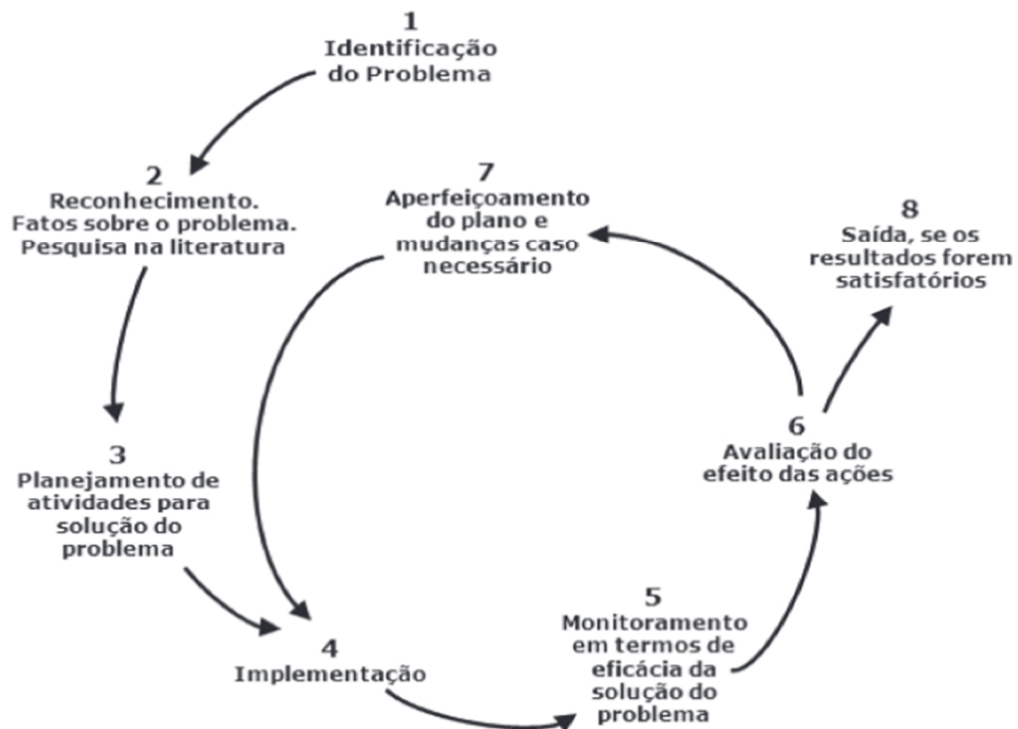 1
Identificação
do Problema
2
Reconhecimento.
Fatos sobre o problema.
Pesquisa na literatura
3
Planejamento de
atividades para
solução do
problema
4
Implementação
5
Monitoramento
em termos de
eficácia da
solução do
problema
6
Avaliação do
efeito das ações
7
Aperfeiçoamento
do plano e
mudanças caso
necessário
8
Saída, se os
resultados forem
satisfatórios